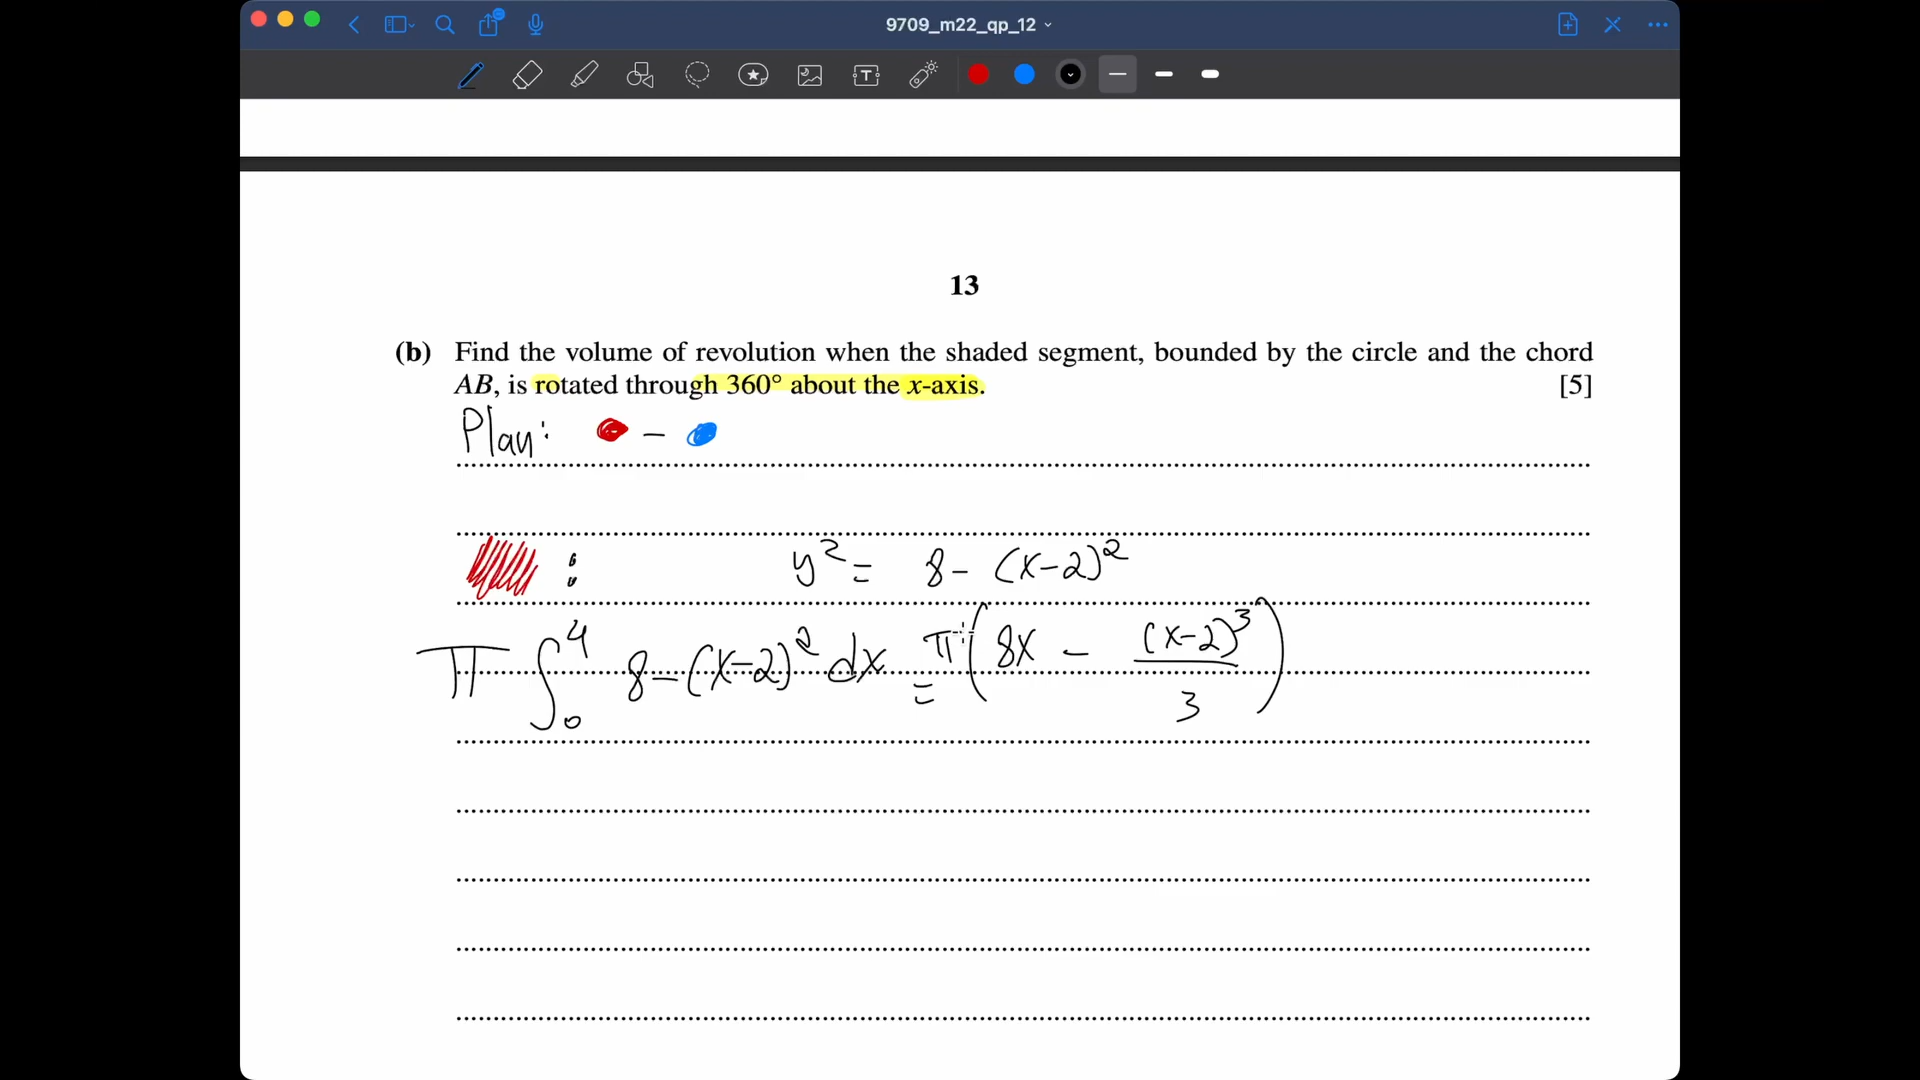 9709_m22_qp_12
13
(b) Find the volume of revolution when the shaded segment, bounded by the circle and the chord
AB, is rotated through 360° about the x-axis. [5]
Plan: -
: y² = 8 - (x-2)²
π ∫₀⁴ 8-(x-2)² dx = π(8x - (x-2)³/3)